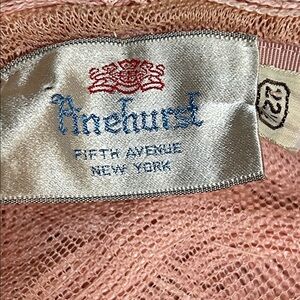 Pinehurst
FIFTH AVENUE
NEW YORK
22